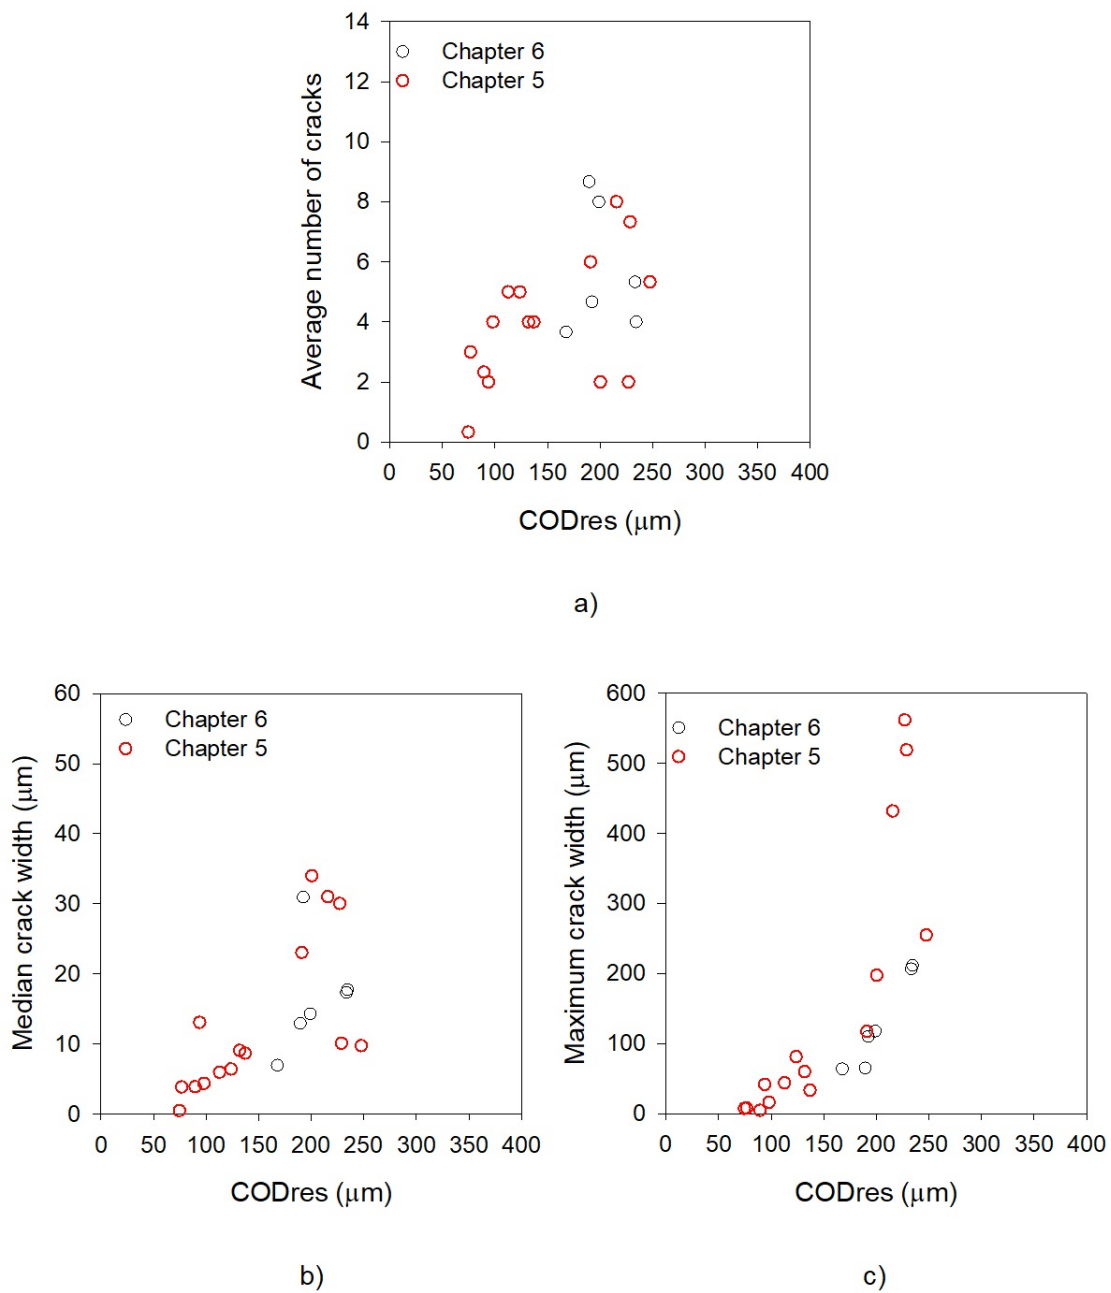 14
12
10
8
6
4
2
0
Average number of cracks
Chapter 6
Chapter 5
0 50 100 150 200 250 300 350 400
CODres (μm)
a)
60
50
40
30
20
10
0
Median crack width (μm)
Chapter 6
Chapter 5
0 50 100 150 200 250 300 350 400
CODres (μm)
b)
600
500
400
300
200
100
0
Maximum crack width (μm)
Chapter 6
Chapter 5
0 50 100 150 200 250 300 350 400
CODres (μm)
c)